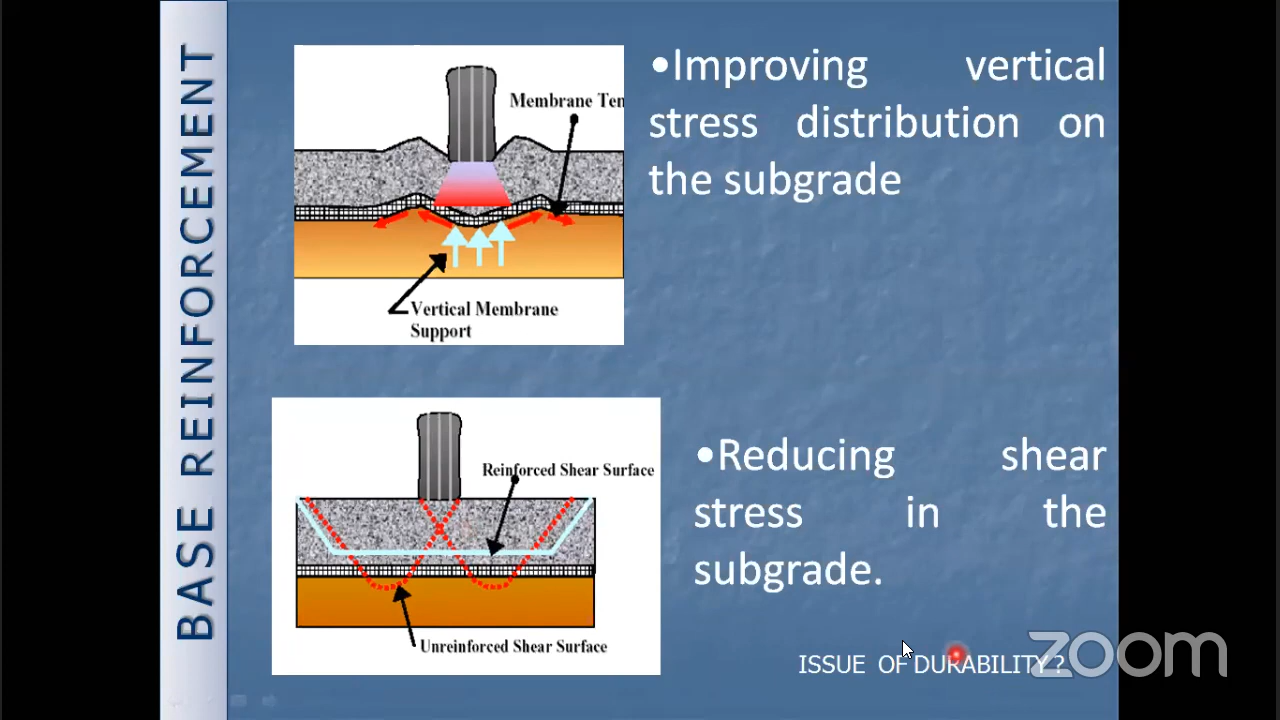 BASE REINFORCEMENT
Membrane Ten
Vertical Membrane
Support
•Improving vertical
stress distribution on
the subgrade
Reinforced Shear Surface
Unreinforced Shear Surface
•Reducing shear
stress in the
subgrade.
ISSUE OF DURABILITY ?
zoom